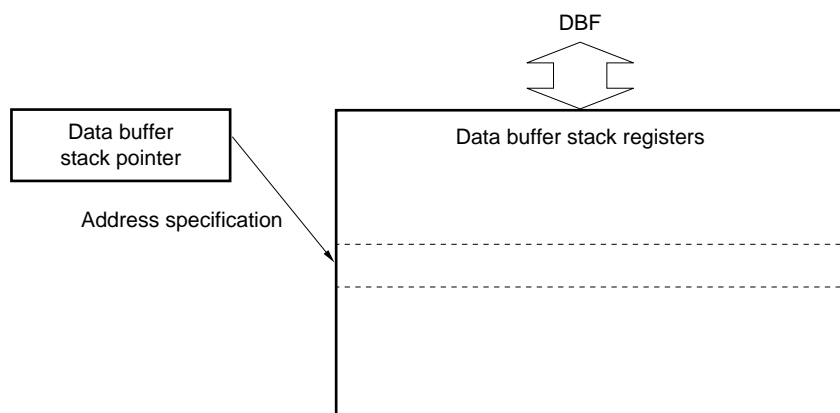 DBF
Data buffer
stack pointer
Data buffer stack registers
Address specification